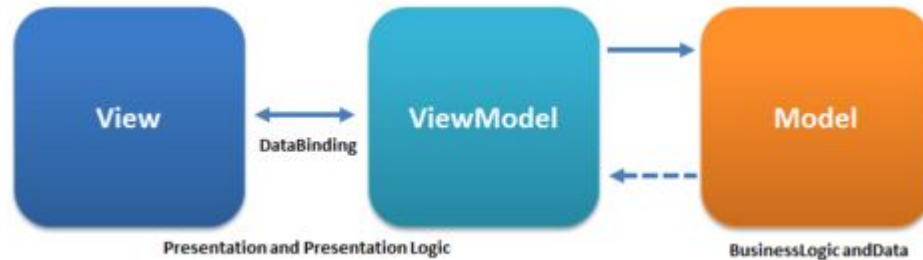 View
ViewModel
Model
DataBinding
Presentation and Presentation Logic
BusinessLogic andData